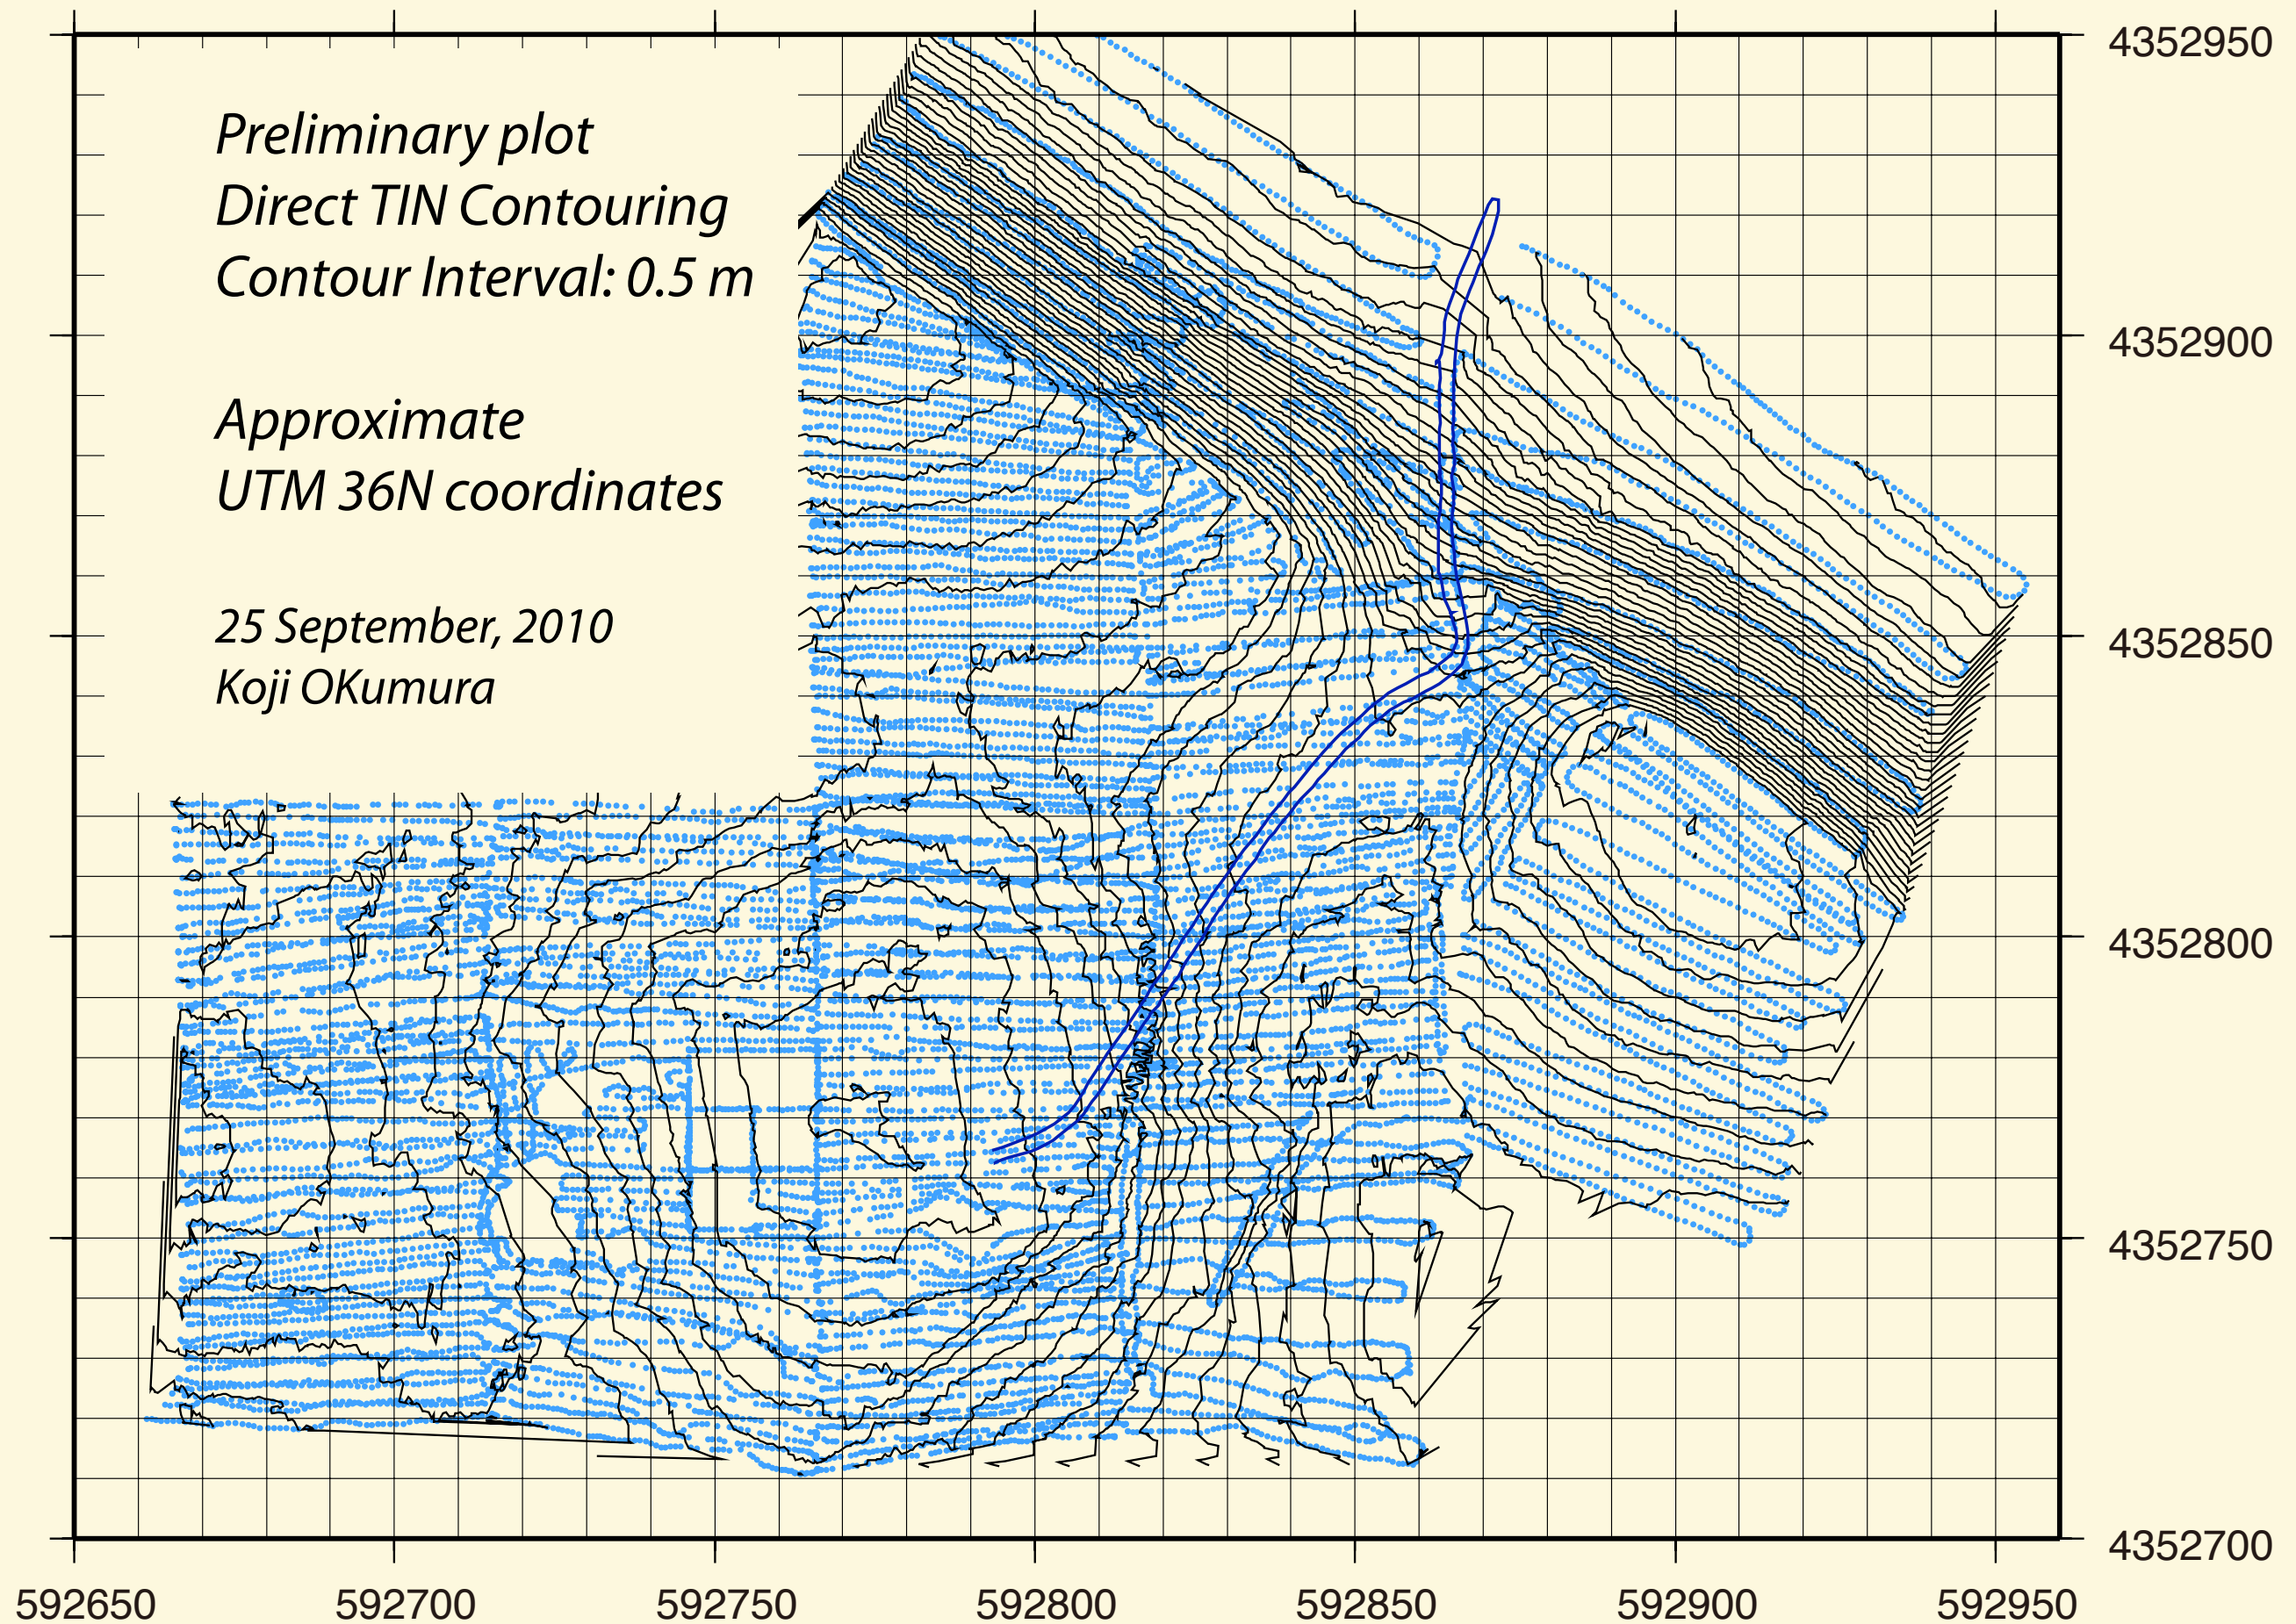 Preliminary plot
Direct TIN Contouring
Contour Interval: 0.5 m
Approximate
UTM 36N coordinates
25 September, 2010
Koji OKumura
4352950
4352900
4352850
4352800
4352750
4352700
592650 592700 592750 592800 592850 592900 592950